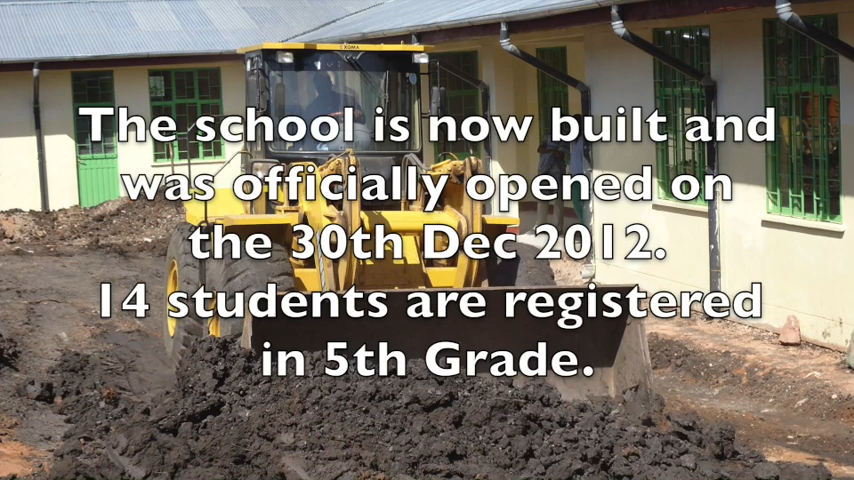 XGMA
The school is now built and
was officially opened on
the 30th Dec 2012.
14 students are registered
in 5th Grade.